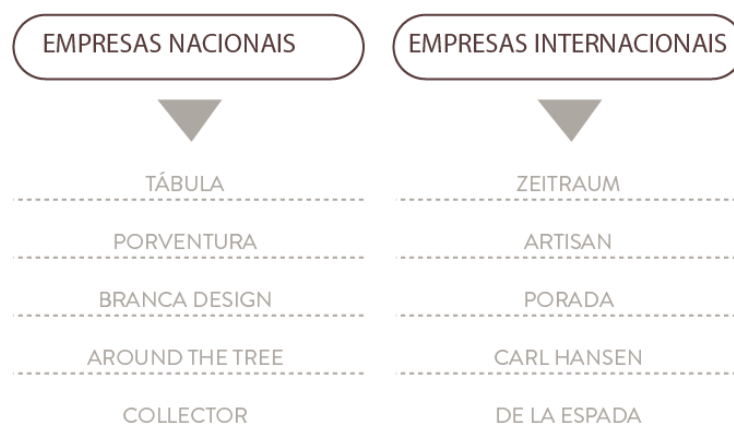 EMPRESAS NACIONAIS
TÁBULA
PORVENTURA
BRANCA DESIGN
AROUND THE TREE
COLLECTOR
EMPRESAS INTERNACIONAIS
ZEITRAUM
ARTISAN
PORADA
CARL HANSEN
DE LA ESPADA